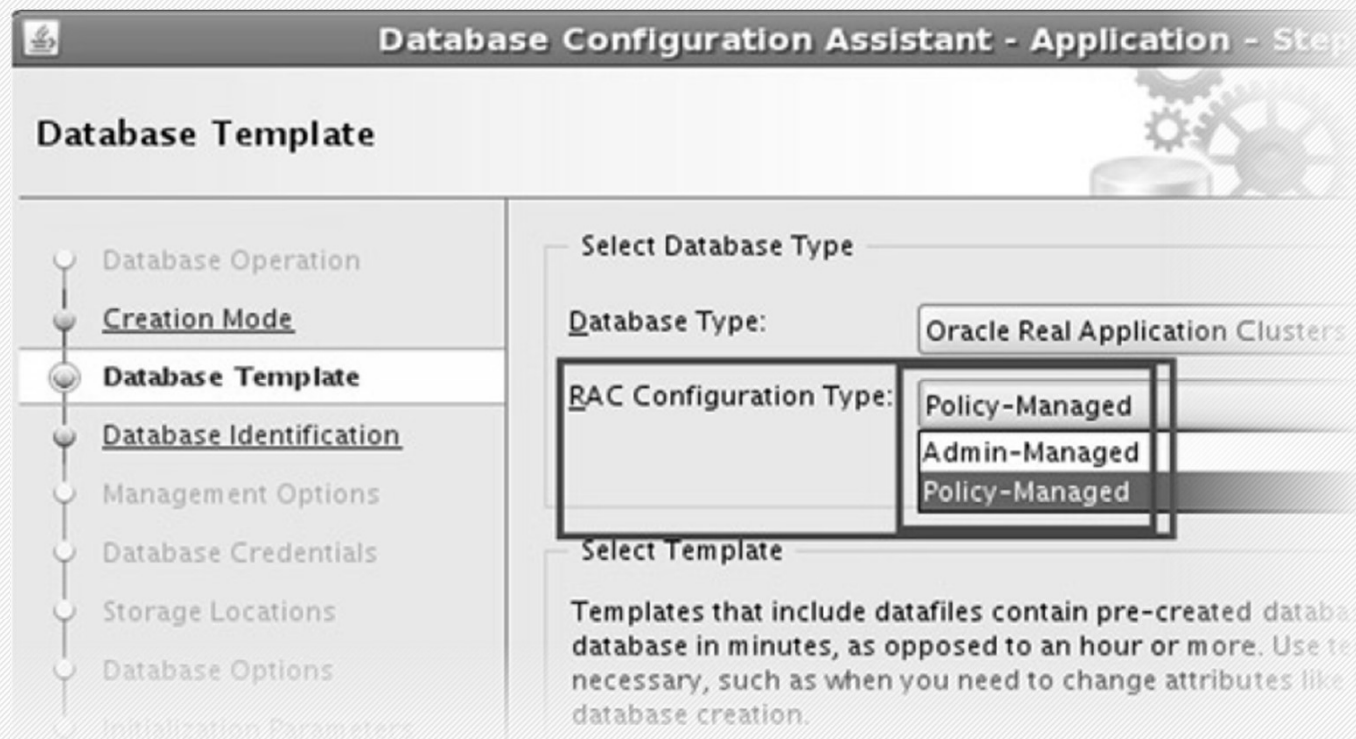 Database Configuration Assistant - Application - Step
Database Template
Database Operation
Creation Mode
Database Template
Database Identification
Management Options
Database Credentials
Storage Locations
Database Options
Initialization Parameters
Select Database Type
Database Type:
Oracle Real Application Clusters
RAC Configuration Type:
Policy-Managed
Admin-Managed
Policy-Managed
Select Template
Templates that include datafiles contain pre-created
database in minutes, as opposed to an hour or more. Use
necessary, such as when you need to change attributes like
database creation.